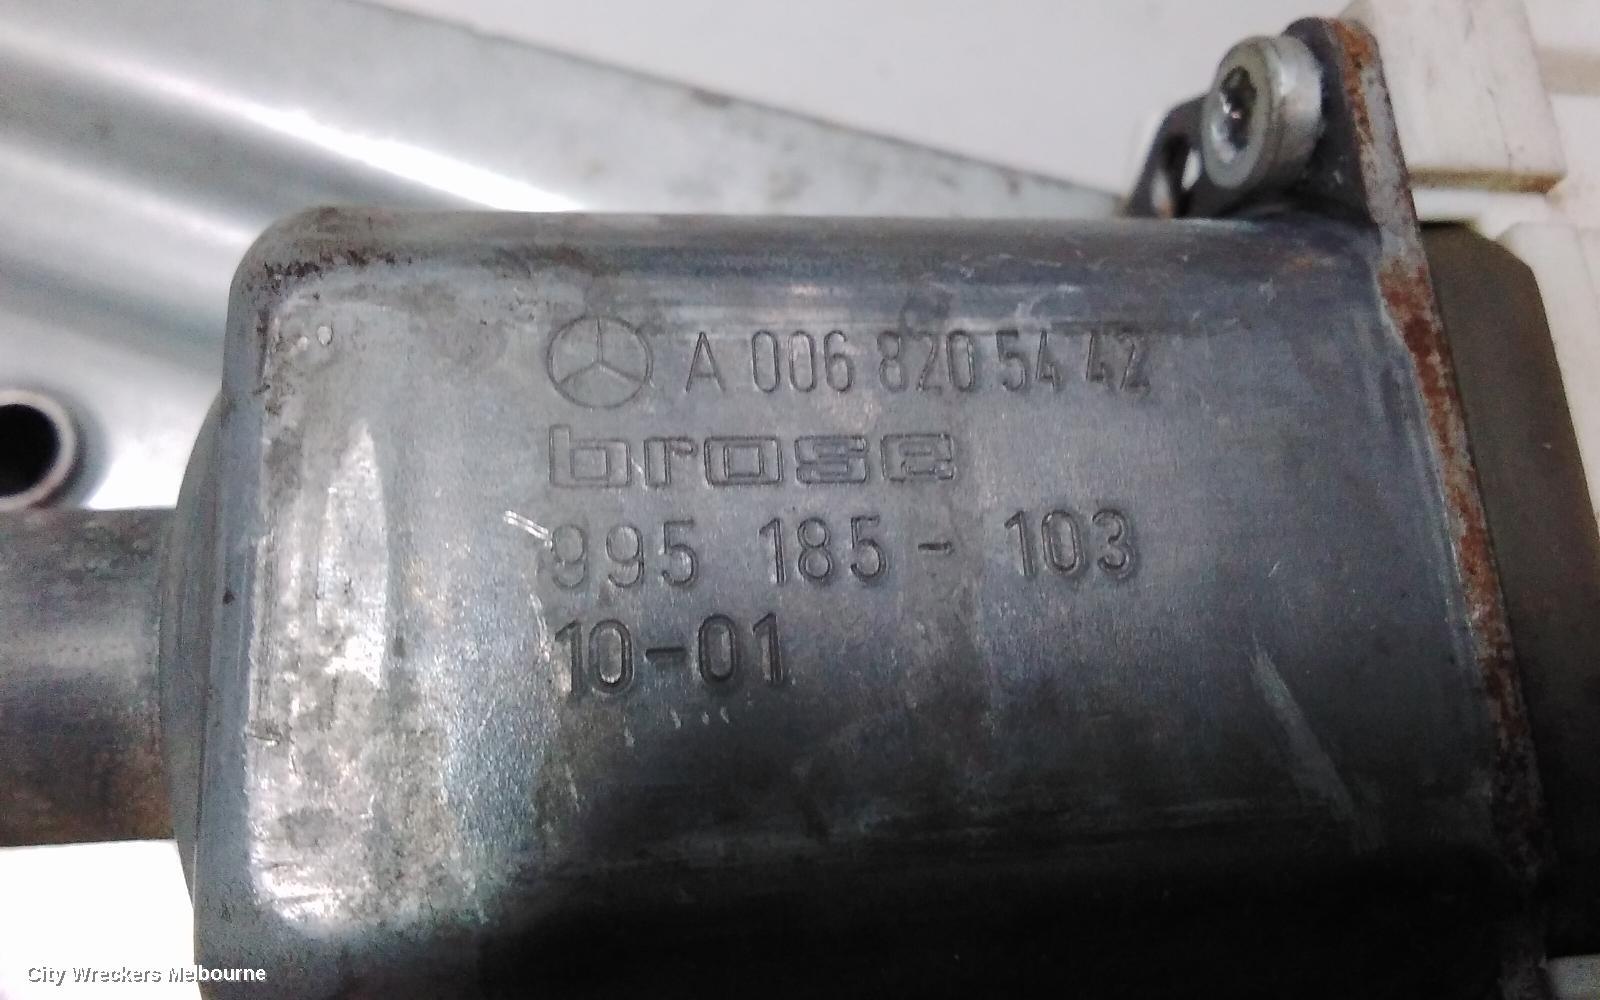 A 006 820 54 42
brose
995 185-103
10-01
City Wreckers Melbourne